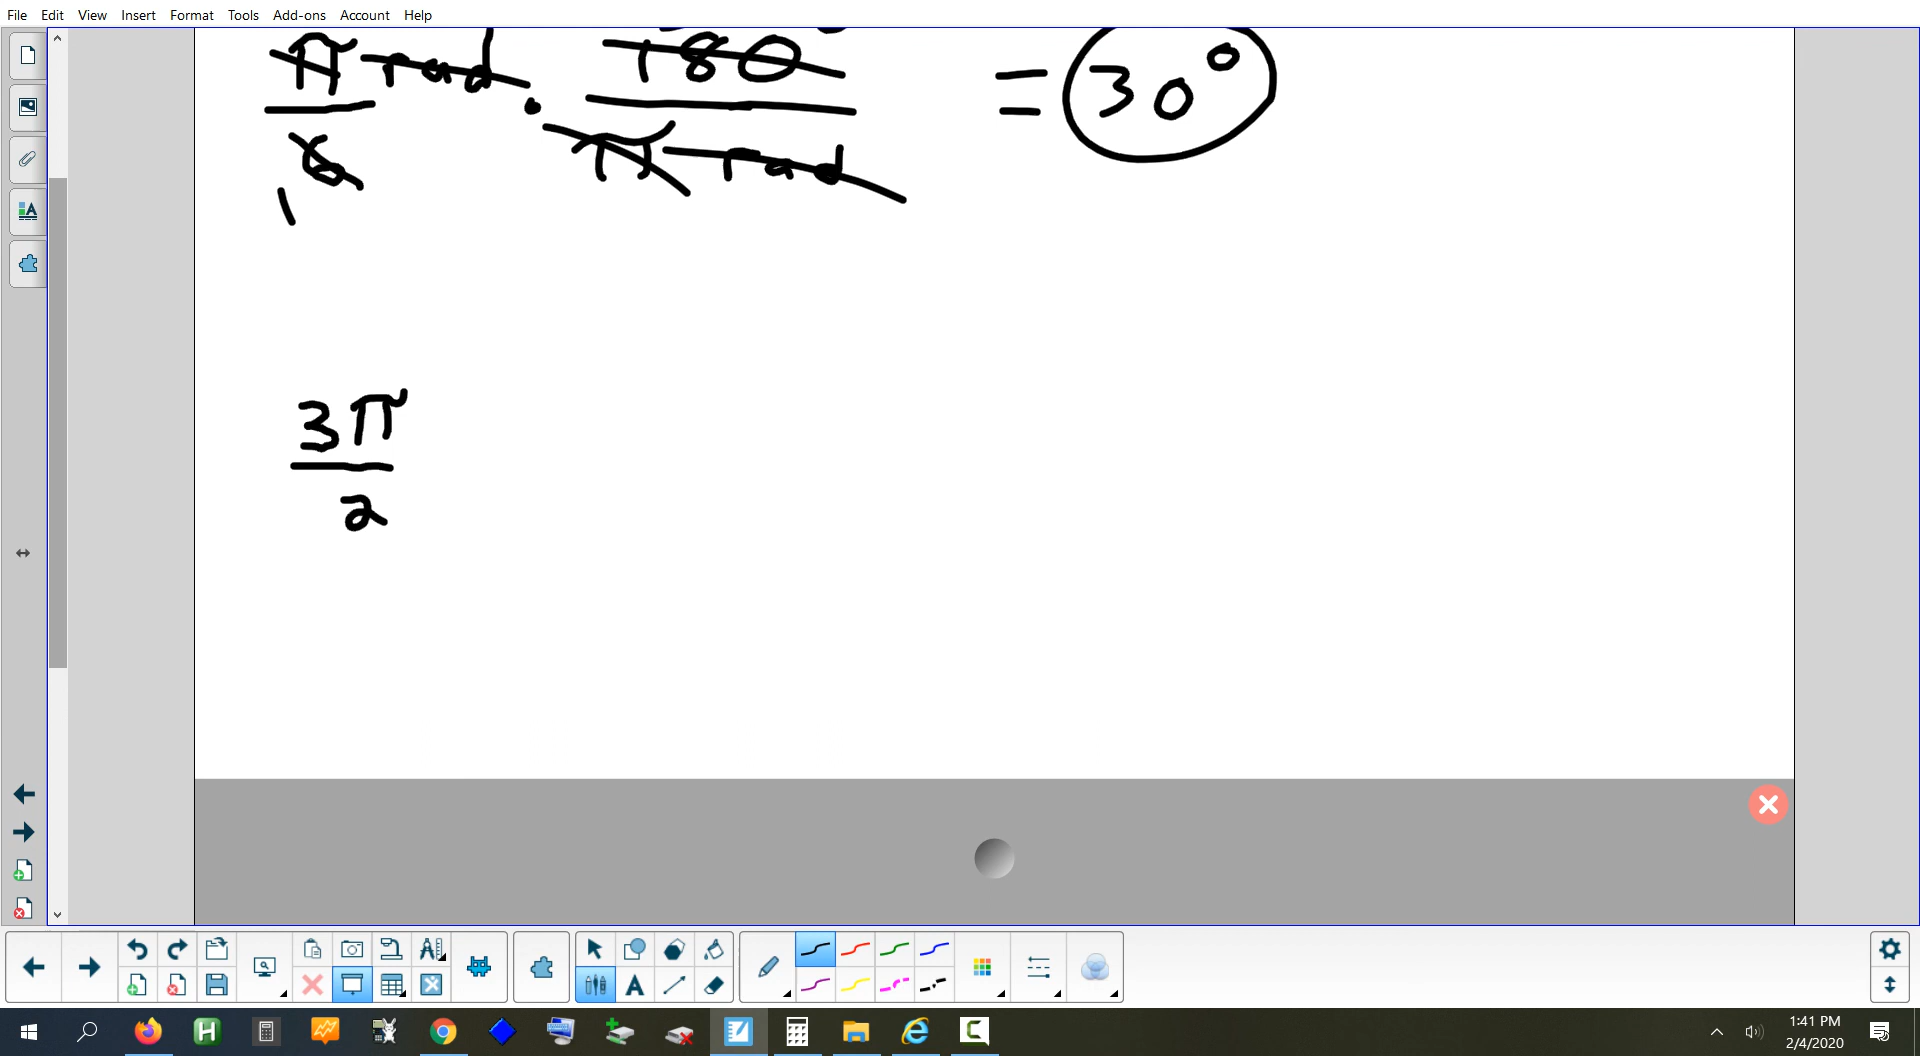 File Edit View Insert Format Tools Add-ons Account Help
π rad / 6 · 180 / π rad = 30°
1
3π / 2
1:41 PM
2/4/2020